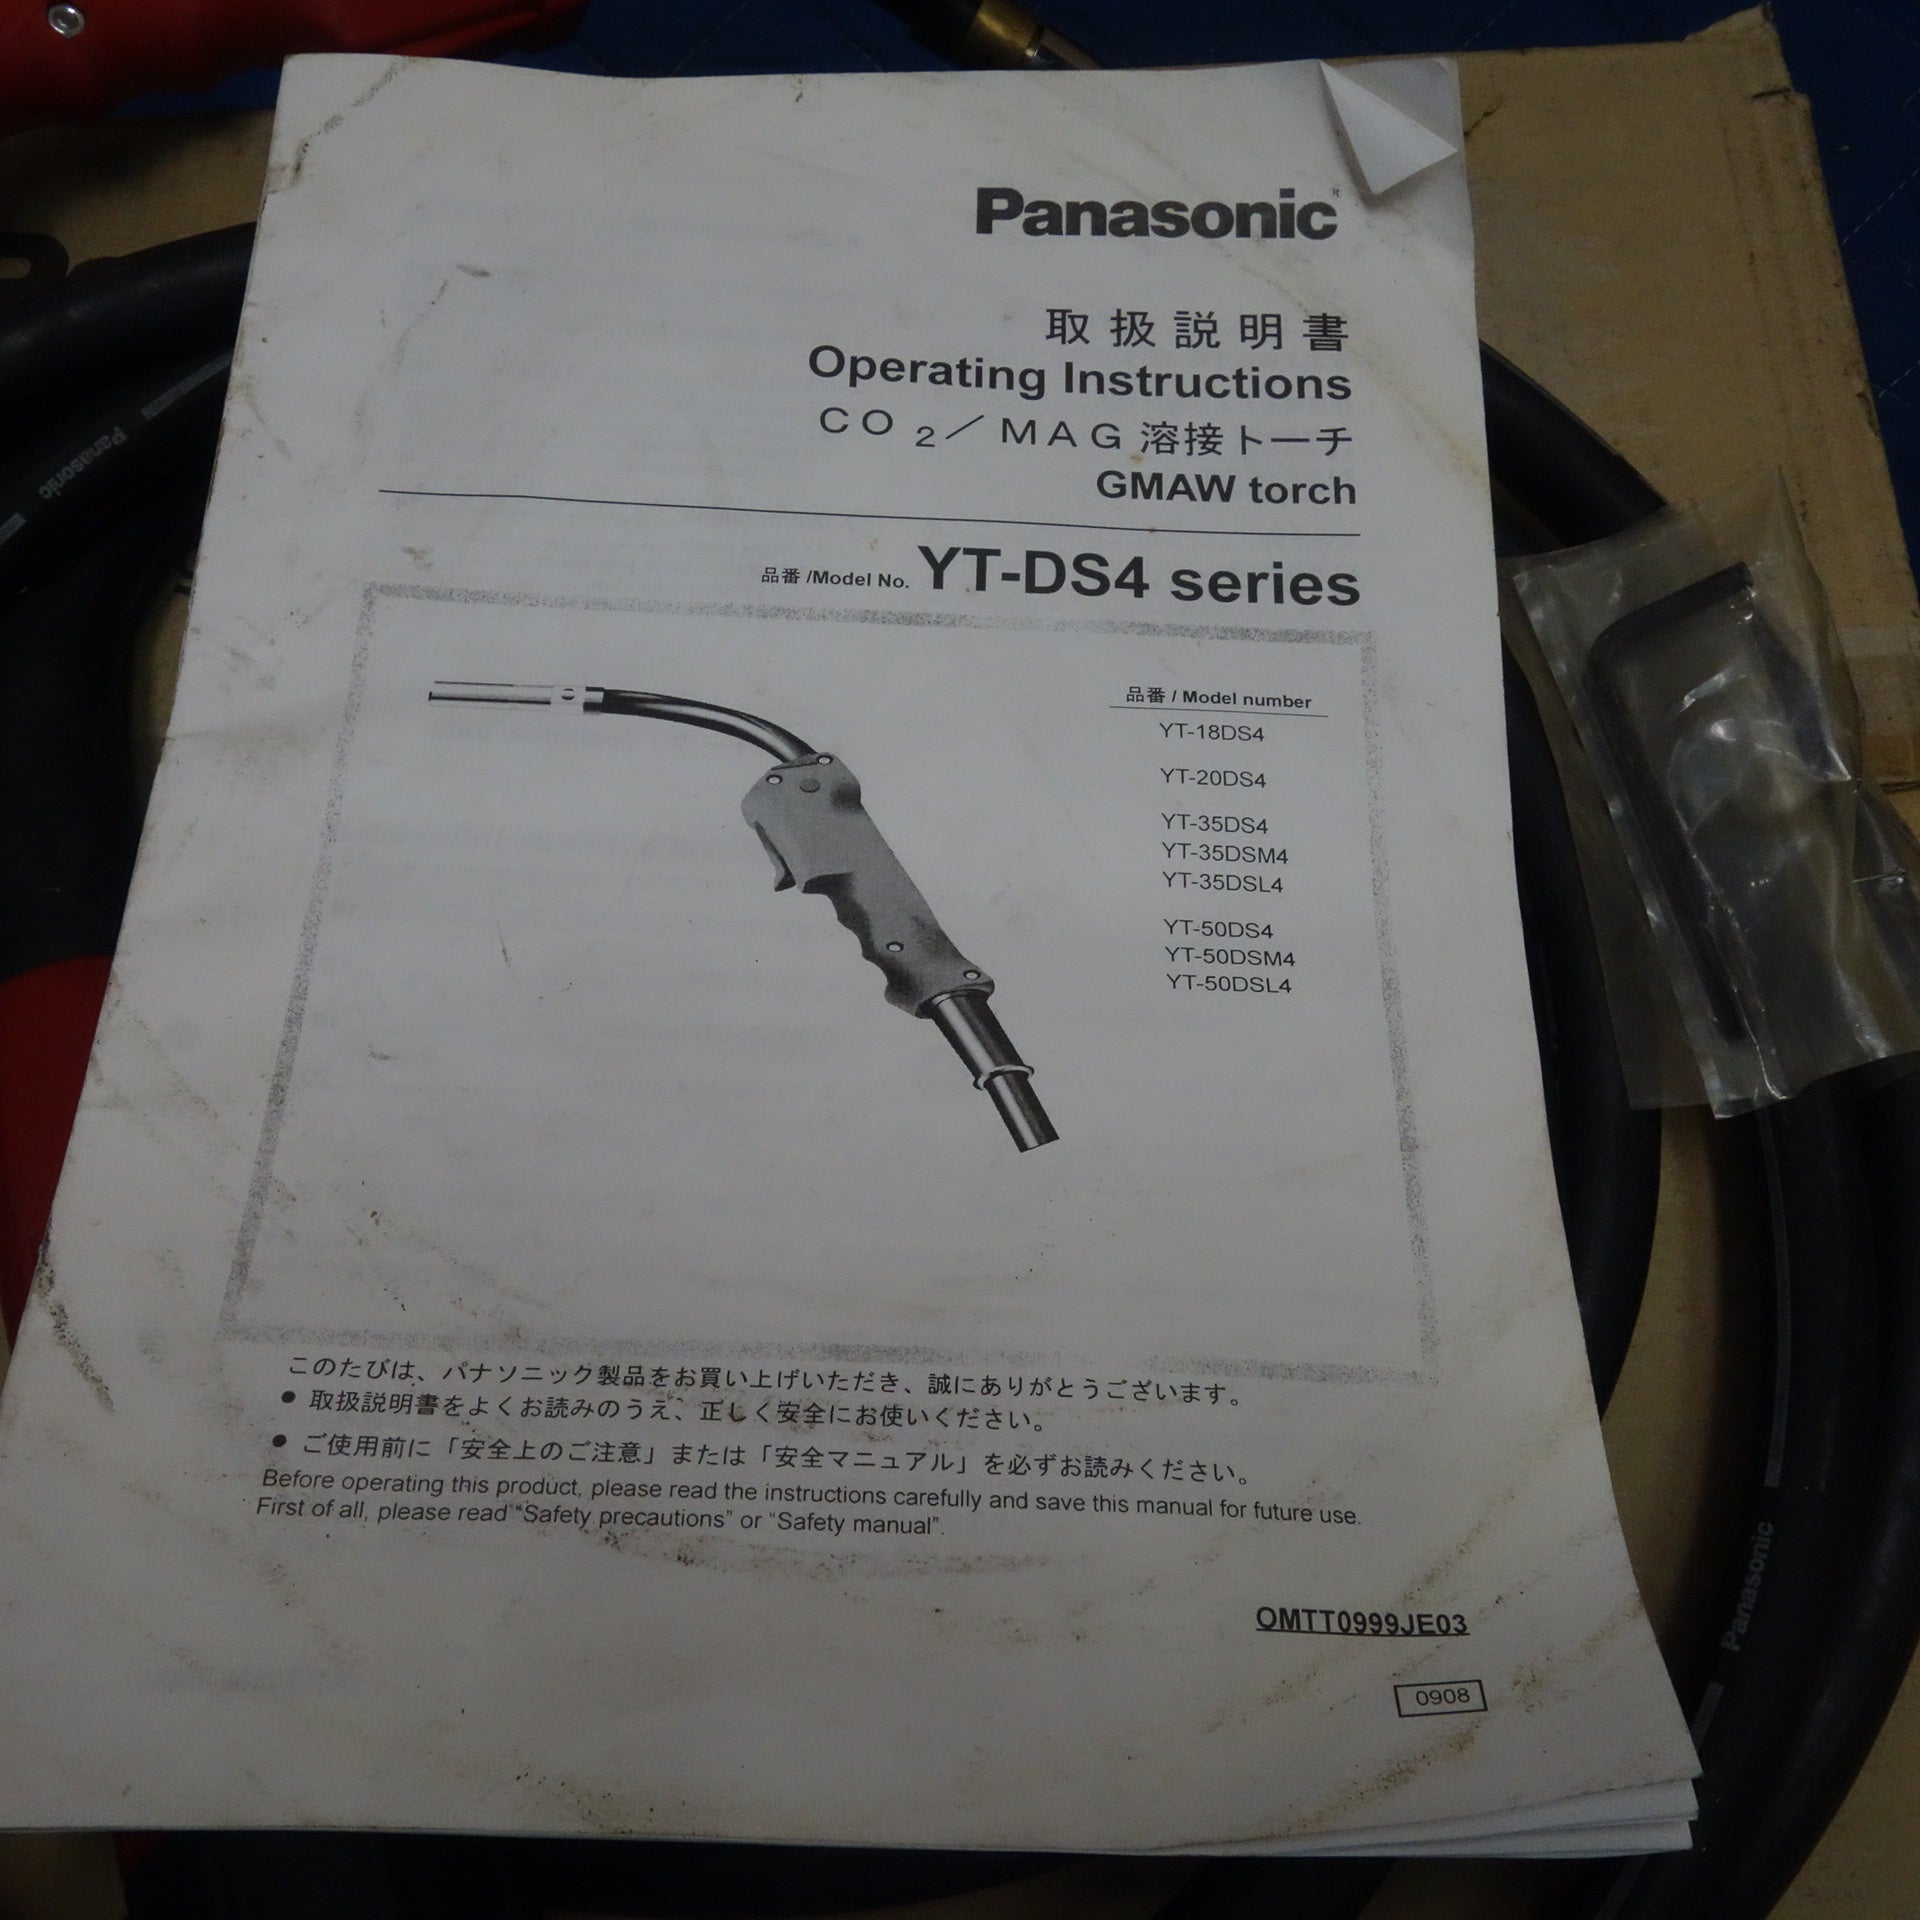 Panasonic
取扱説明書
Operating Instructions
CO2／MAG溶接トーチ
GMAW torch
品番/Model No. YT-DS4 series
品番 / Model number
YT-18DS4
YT-20DS4
YT-35DS4
YT-35DSM4
YT-35DSL4
YT-50DS4
YT-50DSM4
YT-50DSL4
このたびは、パナソニック製品をお買い上げいただき、誠にありがとうございます。
● 取扱説明書をよくお読みのうえ、正しく安全にお使いください。
● ご使用前に「安全上のご注意」または「安全マニュアル」を必ずお読みください。
Before operating this product, please read the instructions carefully and save this manual for future use.
First of all, please read “Safety precautions” or “Safety manual”.
OMTT0999JE03
0908
Panasonic
Panasonic